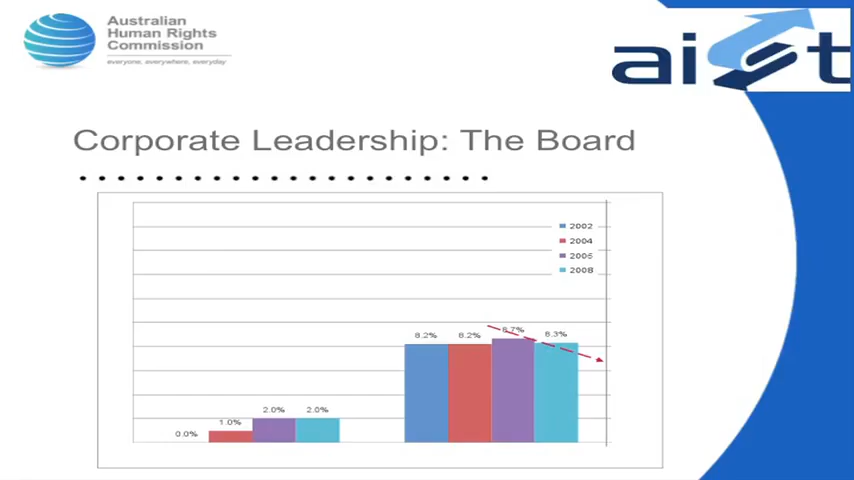 Australian
Human Rights
Commission
everyone, everywhere, everyday
aist
Corporate Leadership: The Board
2002
2004
2006
2008
8.2%
8.2%
8.7%
8.3%
0.0%
1.0%
2.0%
2.0%